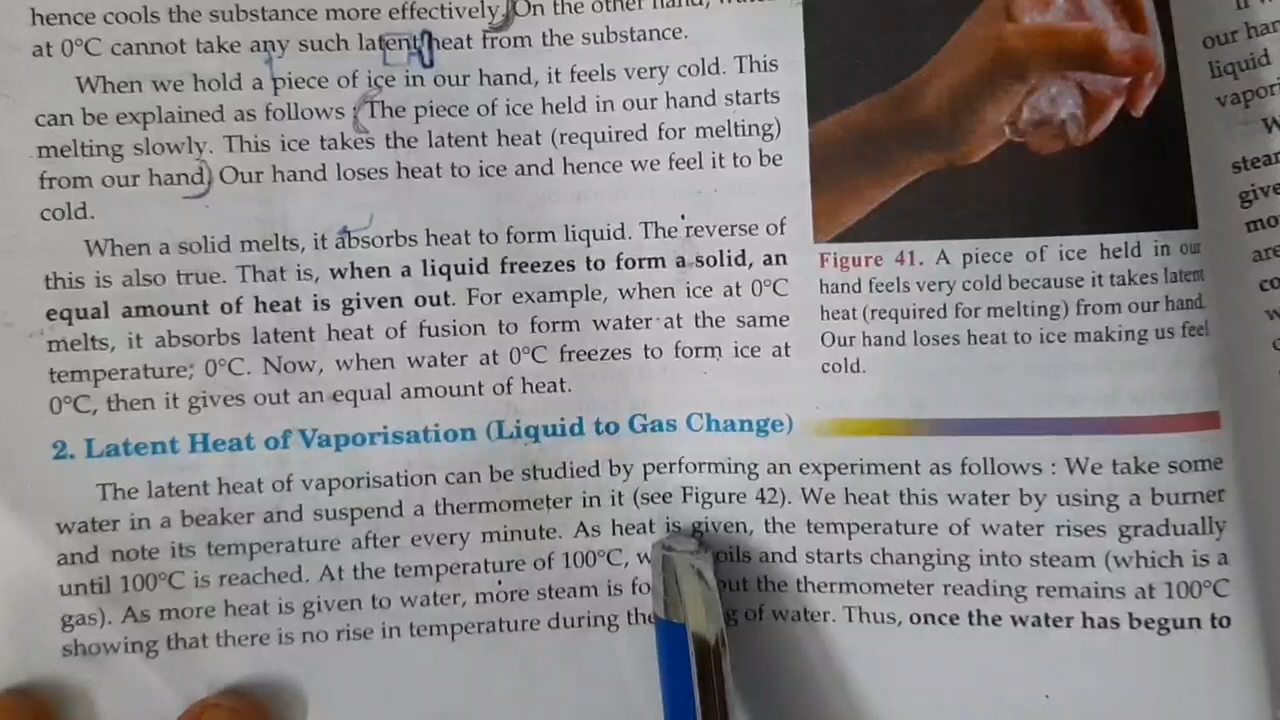 hence cools the substance more effectively. On the other hand,
at 0°C cannot take any such latent heat from the substance.
When we hold a piece of ice in our hand, it feels very cold. This
can be explained as follows : The piece of ice held in our hand starts
melting slowly. This ice takes the latent heat (required for melting)
from our hand. Our hand loses heat to ice and hence we feel it to be
cold.
When a solid melts, it absorbs heat to form liquid. The reverse of
this is also true. That is, when a liquid freezes to form a solid, an
equal amount of heat is given out. For example, when ice at 0°C
melts, it absorbs latent heat of fusion to form water at the same
temperature; 0°C. Now, when water at 0°C freezes to form ice at
0°C, then it gives out an equal amount of heat.
Figure 41. A piece of ice held in our
hand feels very cold because it takes latent
heat (required for melting) from our hand.
Our hand loses heat to ice making us feel
cold.
2. Latent Heat of Vaporisation (Liquid to Gas Change)
The latent heat of vaporisation can be studied by performing an experiment as follows : We take some
water in a beaker and suspend a thermometer in it (see Figure 42). We heat this water by using a burner
and note its temperature after every minute. As heat is given, the temperature of water rises gradually
until 100°C is reached. At the temperature of 100°C, and starts changing into steam (which is a
gas). As more heat is given to water, more steam is the thermometer reading remains at 100°C
showing that there is no rise in temperature during of water. Thus, once the water has begun to
our
liquid